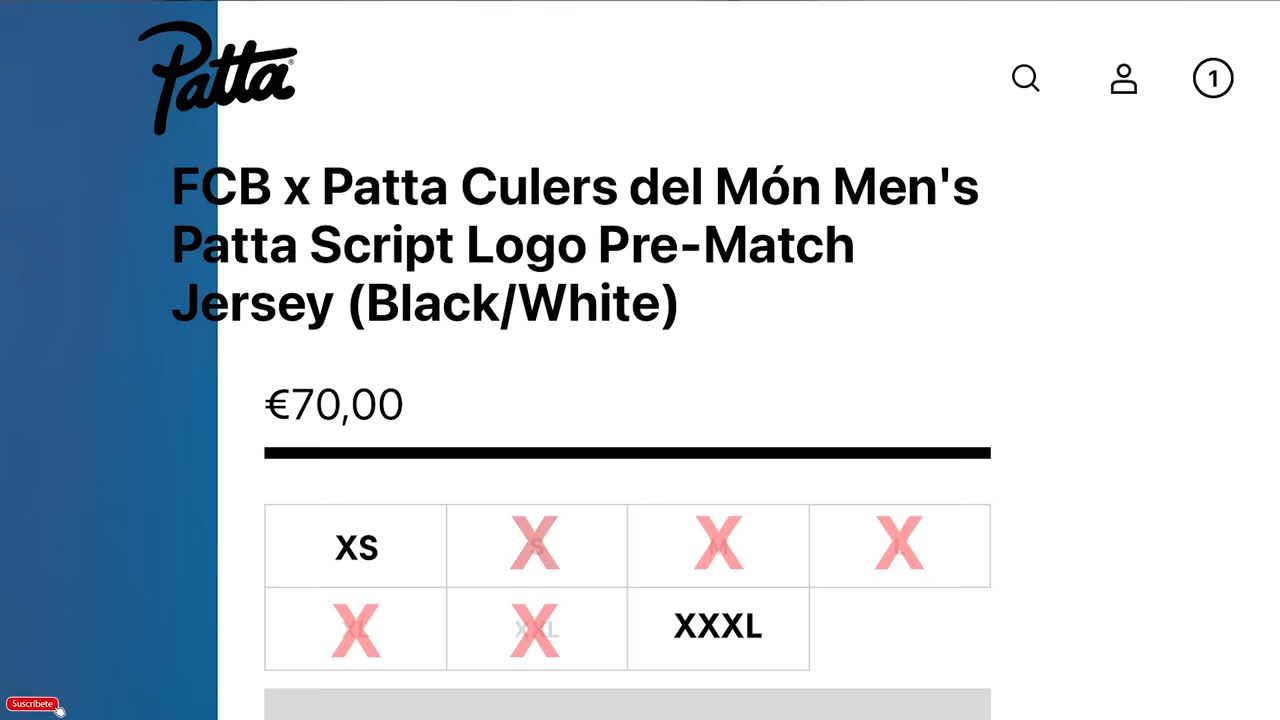 Patta®
1
FCB x Patta Culers del Món Men's
Patta Script Logo Pre-Match
Jersey (Black/White)
€70,00
XS
S
M
L
XL
XXL
XXXL
Suscríbete